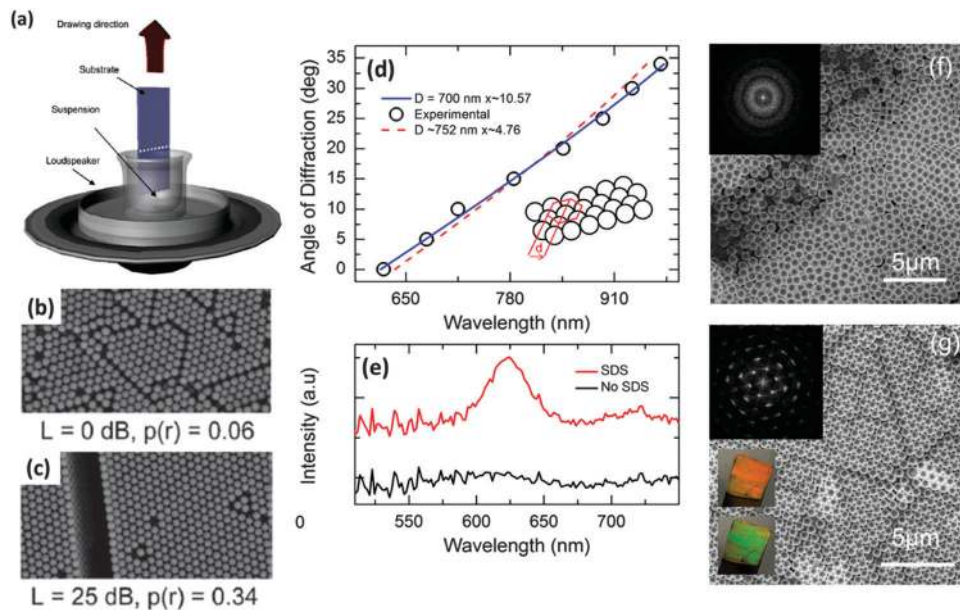 (a)
Drawing direction
Substrate
Suspension
Loudspeaker
(b)
L = 0 dB, p(r) = 0.06
(c)
L = 25 dB, p(r) = 0.34
(d)
Angle of Diffraction (deg)
35
30
25
20
15
10
5
0
D = 700 nm x~10.57
Experimental
D ~752 nm x~4.76
d
650 780 910
Wavelength (nm)
(e)
Intensity (a.u)
SDS
No SDS
0
550 600 650 700
Wavelength (nm)
(f)
5μm
(g)
5μm